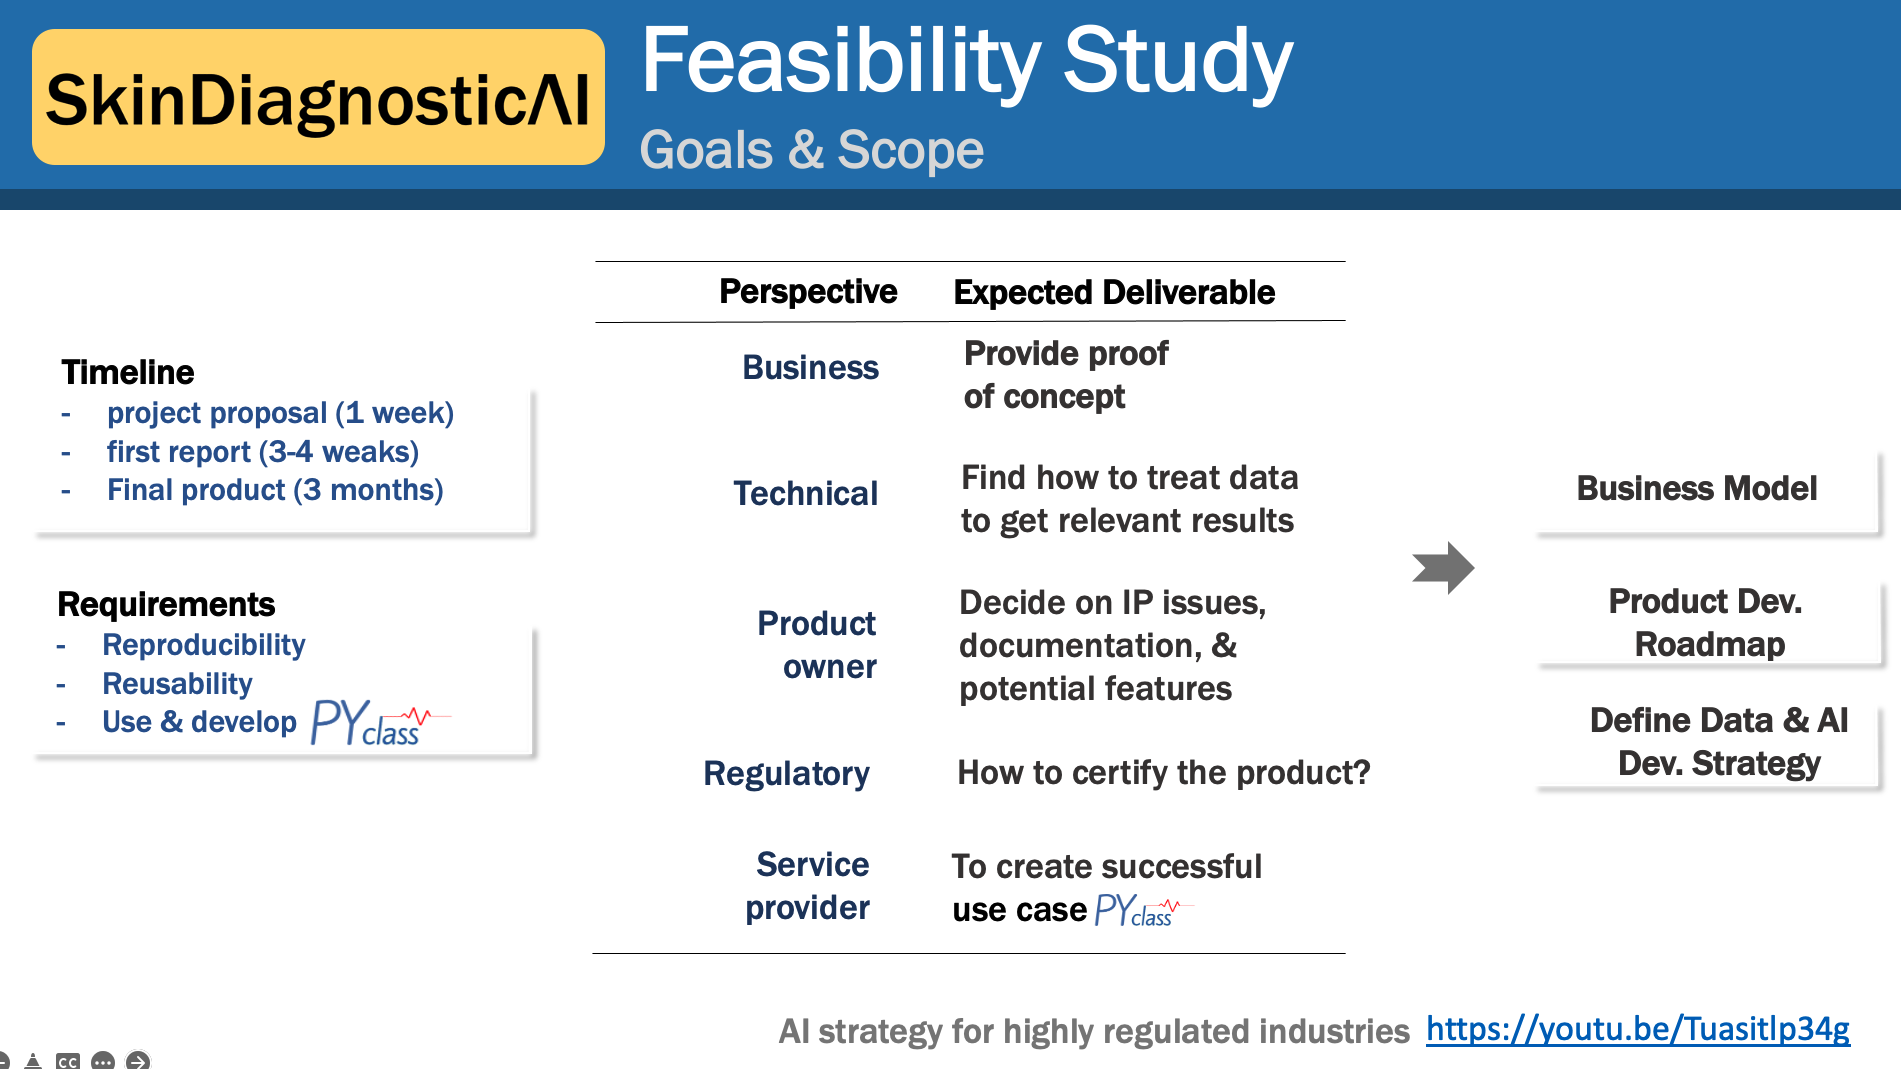 SkinDiagnosticΛI
Feasibility Study
Goals & Scope
Timeline
- project proposal (1 week)
- first report (3-4 weaks)
- Final product (3 months)
Requirements
- Reproducibility
- Reusability
- Use & develop PYclass
Perspective Expected Deliverable
Business
Provide proof
of concept
Technical
Find how to treat data
to get relevant results
Product
owner
Decide on IP issues,
documentation, &
potential features
Regulatory
How to certify the product?
Service
provider
To create successful
use case PYclass
Business Model
Product Dev.
Roadmap
Define Data & AI
Dev. Strategy
AI strategy for highly regulated industries https://youtu.be/Tuasitlp34g
CC